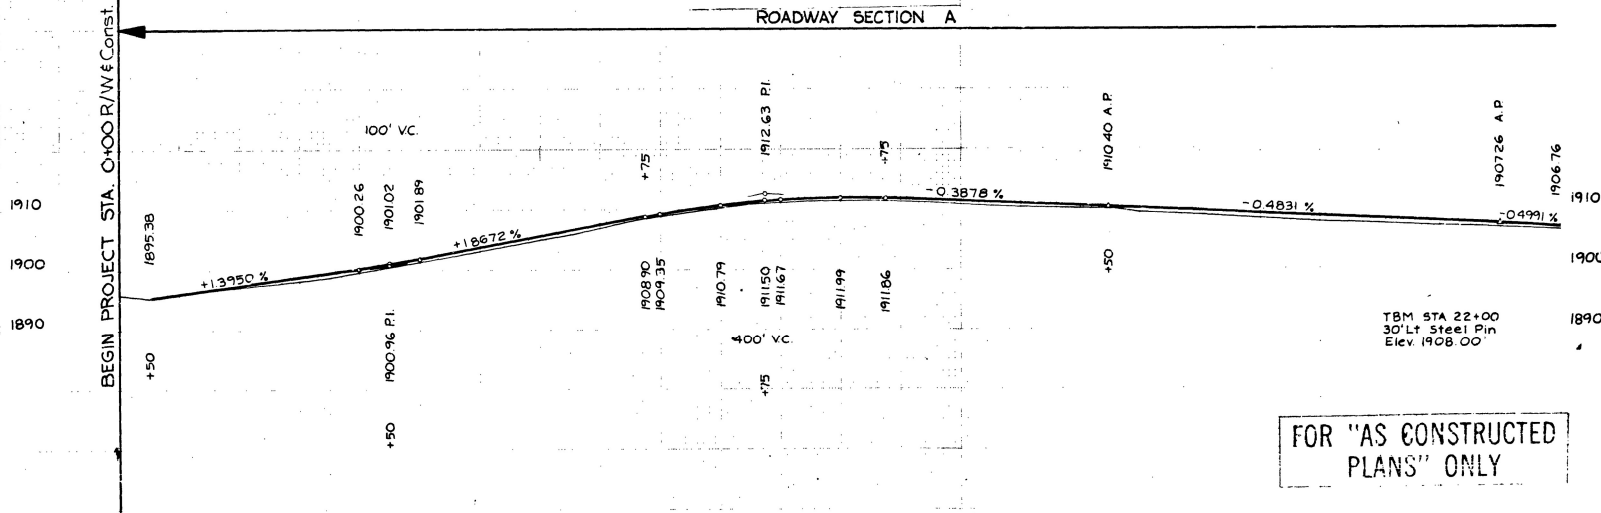 ROADWAY SECTION A
BEGIN PROJECT STA. 0+00 R/W & Const.
100' V.C.
1910
1900
1890
1895.38
+50
+1.3950 %
1900.26
1901.02
1901.89
1900.96 P.I.
+50
+1.8672 %
+75
1908.90
1909.35
1910.79
1912.63 P.I.
1911.50
1911.67
400' V.C.
+75
1911.99
1911.86
+75
-0.3878 %
1910.40 A.P.
+50
-0.4831 %
1907.26 A.P.
-0.4991 %
1906.76
1910
1900
1890
TBM STA 22+00
30' Lt Steel Pin
Elev. 1908.00
FOR "AS CONSTRUCTED
PLANS" ONLY